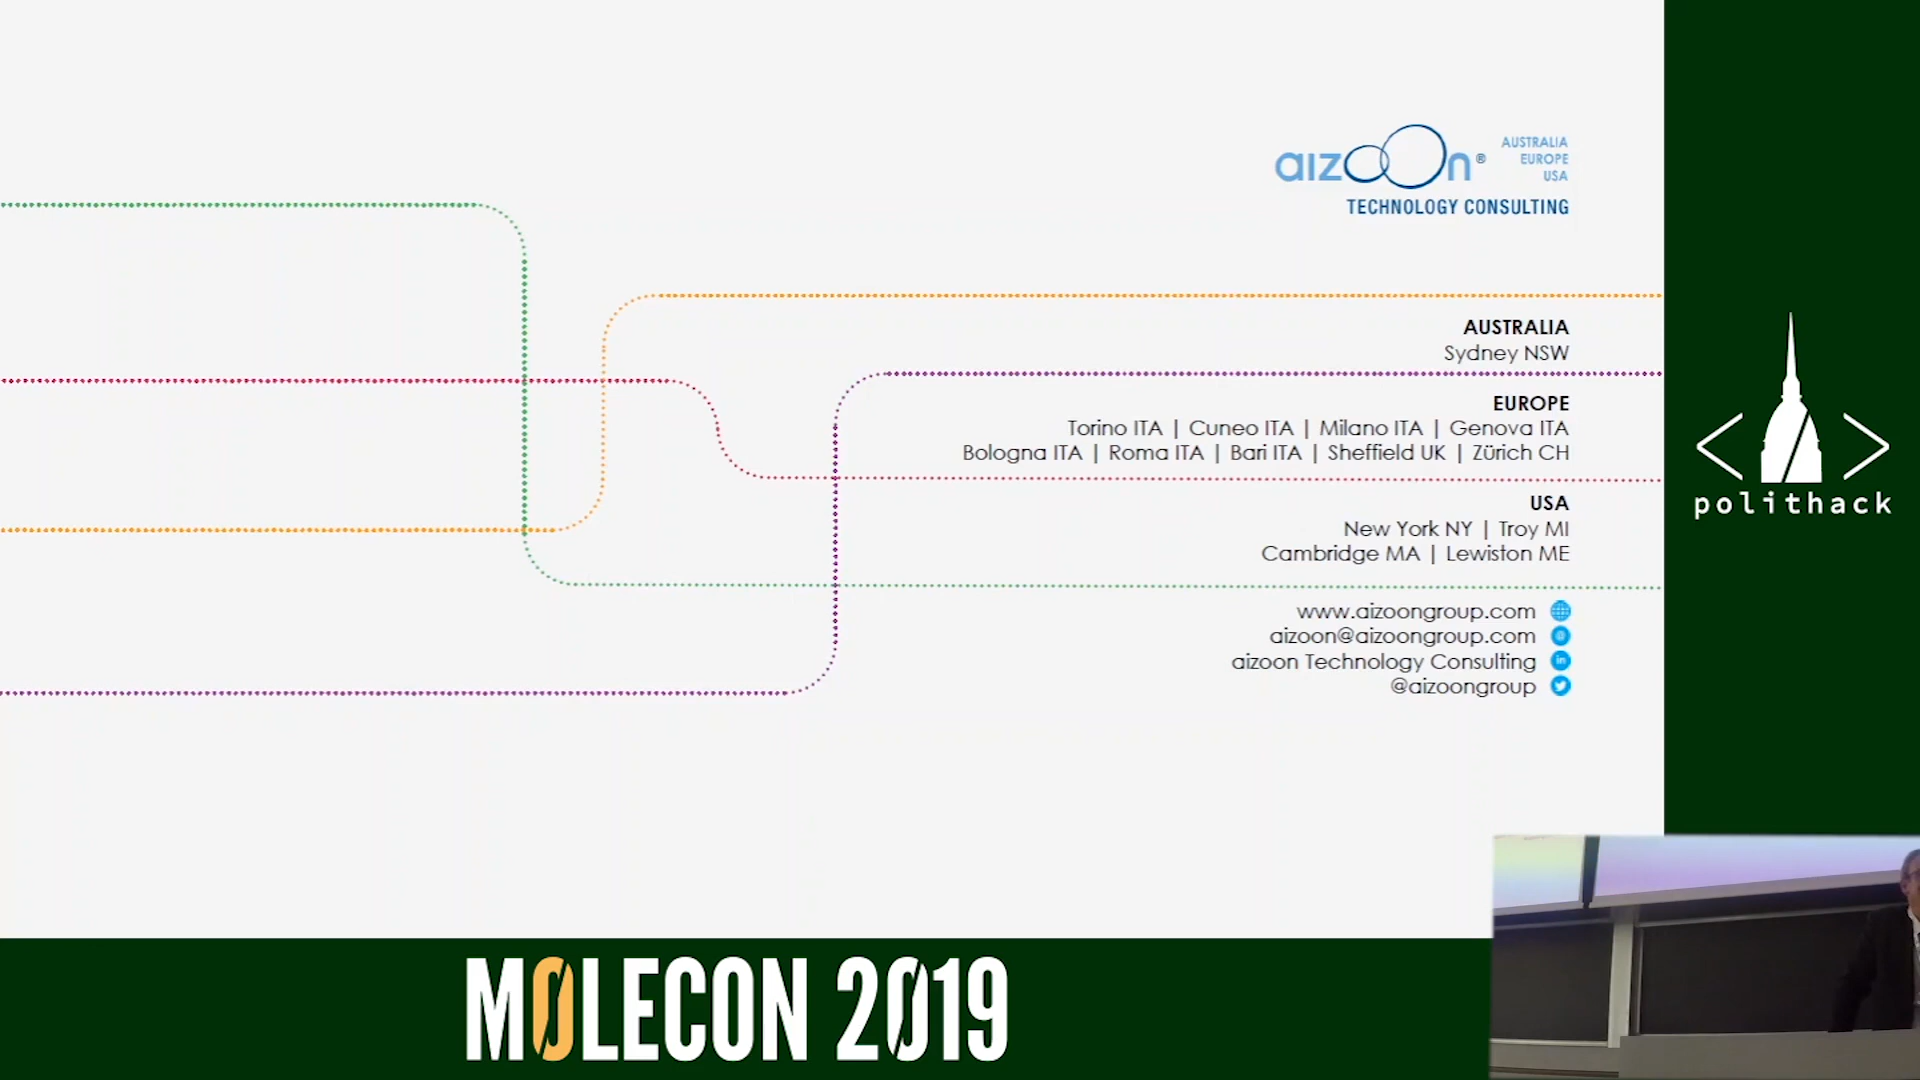 aizoOn®
AUSTRALIA
EUROPE
USA
TECHNOLOGY CONSULTING
AUSTRALIA
Sydney NSW
EUROPE
Torino ITA | Cuneo ITA | Milano ITA | Genova ITA
Bologna ITA | Roma ITA | Bari ITA | Sheffield UK | Zürich CH
USA
New York NY | Troy MI
Cambridge MA | Lewiston ME
www.aizoongroup.com
aizoon@aizoongroup.com
aizoon Technology Consulting
in
@aizoongroup
polithack
MOLECON 2019